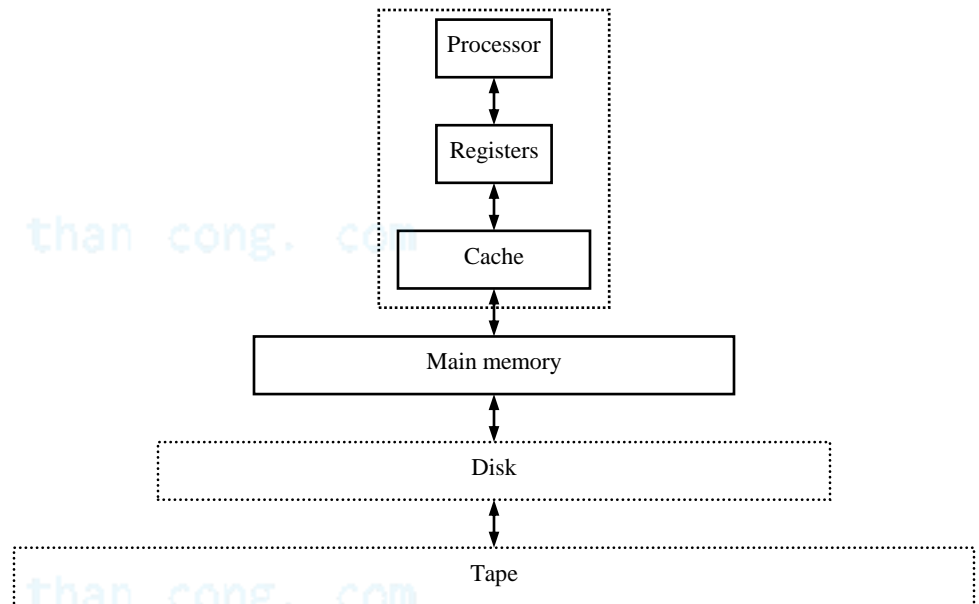 Processor
Registers
than cong. com
Cache
Main memory
Disk
Tape
than cong. com